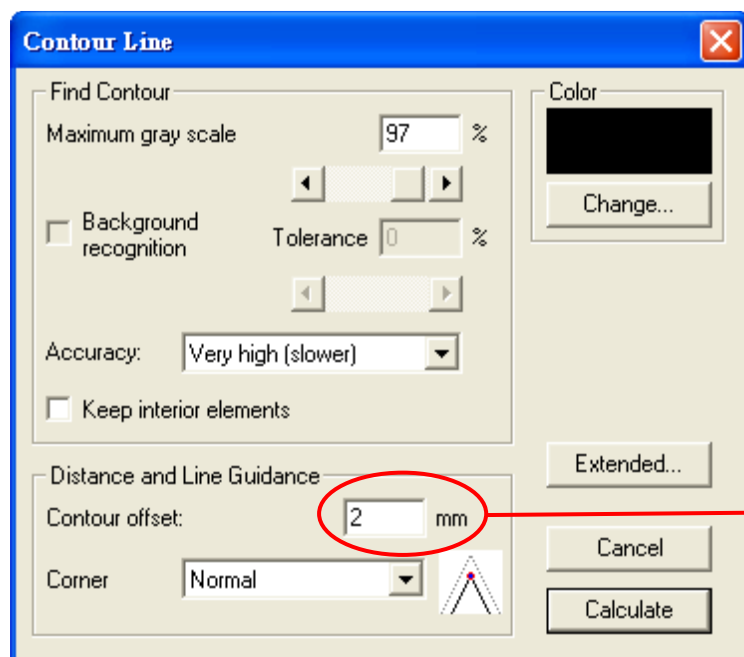 Contour Line
Find Contour
Maximum gray scale 97 %
Background recognition Tolerance 0 %
Accuracy: Very high (slower)
Keep interior elements
Color
Change...
Distance and Line Guidance
Contour offset: 2 mm
Corner Normal
Extended...
Cancel
Calculate